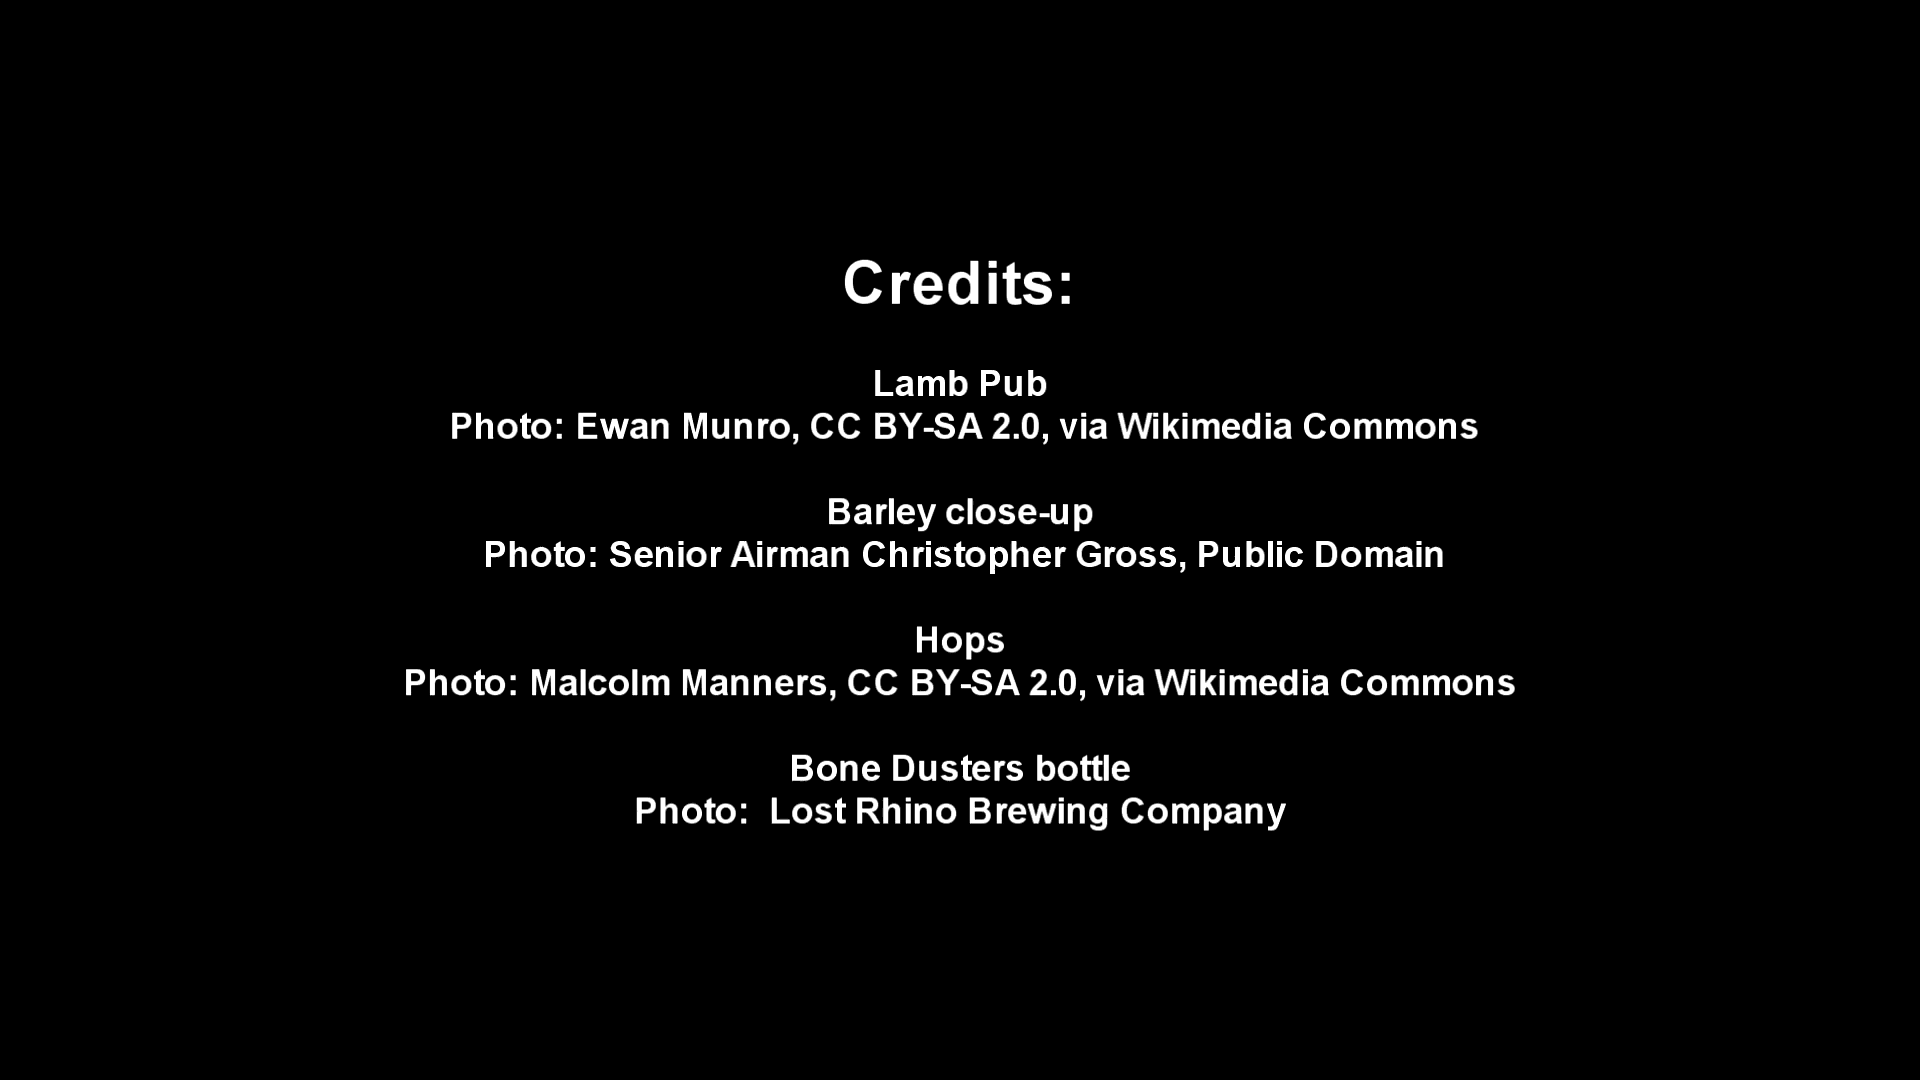 Credits:
Lamb Pub
Photo: Ewan Munro, CC BY-SA 2.0, via Wikimedia Commons
Barley close-up
Photo: Senior Airman Christopher Gross, Public Domain
Hops
Photo: Malcolm Manners, CC BY-SA 2.0, via Wikimedia Commons
Bone Dusters bottle
Photo:  Lost Rhino Brewing Company